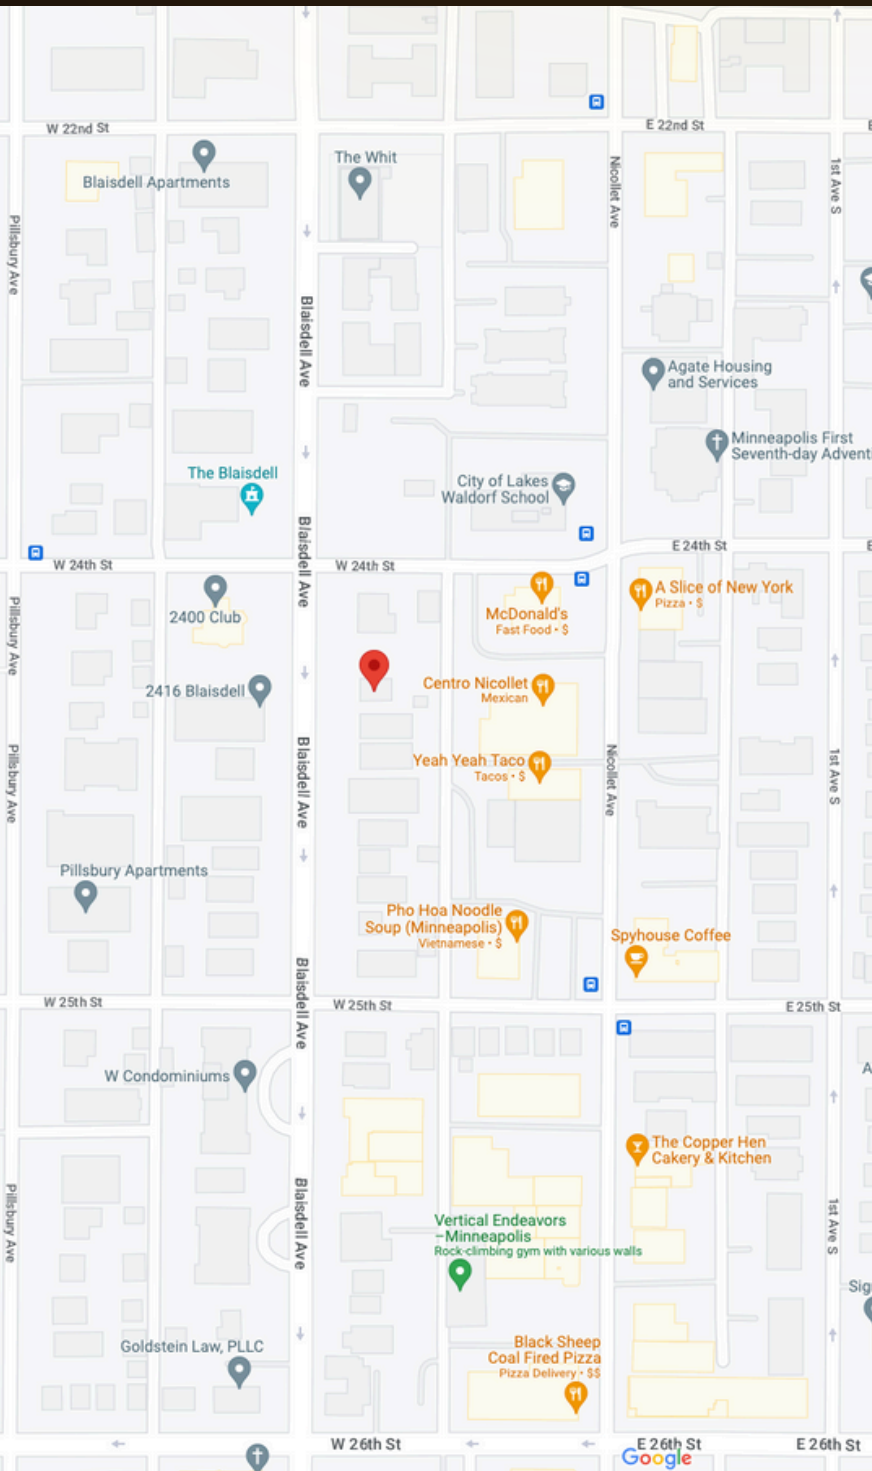 W 22nd St
E 22nd St
E
Blaisdell Apartments
The Whit
Nicollet Ave
1st Ave S
Pillsbury Ave
Blaisdell Ave
Agate Housing
and Services
Minneapolis First
Seventh-day Adventi
The Blaisdell
City of Lakes
Waldorf School
Blaisdell Ave
E 24th St
E
W 24th St
W 24th St
2400 Club
McDonald's
Fast Food • $
A Slice of New York
Pizza • $
Pillsbury Ave
2416 Blaisdell
Centro Nicollet
Mexican
Yeah Yeah Taco
Tacos • $
Pillsbury Ave
Blaisdell Ave
Nicollet Ave
1st Ave S
Pillsbury Apartments
Pho Hoa Noodle
Soup (Minneapolis)
Vietnamese • $
Spyhouse Coffee
Blaisdell Ave
W 25th St
W 25th St
E 25th St
W Condominiums
A
The Copper Hen
Cakery & Kitchen
Pillsbury Ave
Blaisdell Ave
1st Ave S
Vertical Endeavors
–Minneapolis
Rock-climbing gym with various walls
Sig
Goldstein Law, PLLC
Black Sheep
Coal Fired Pizza
Pizza Delivery • $$
W 26th St
E 26th St
E 26th St
Google